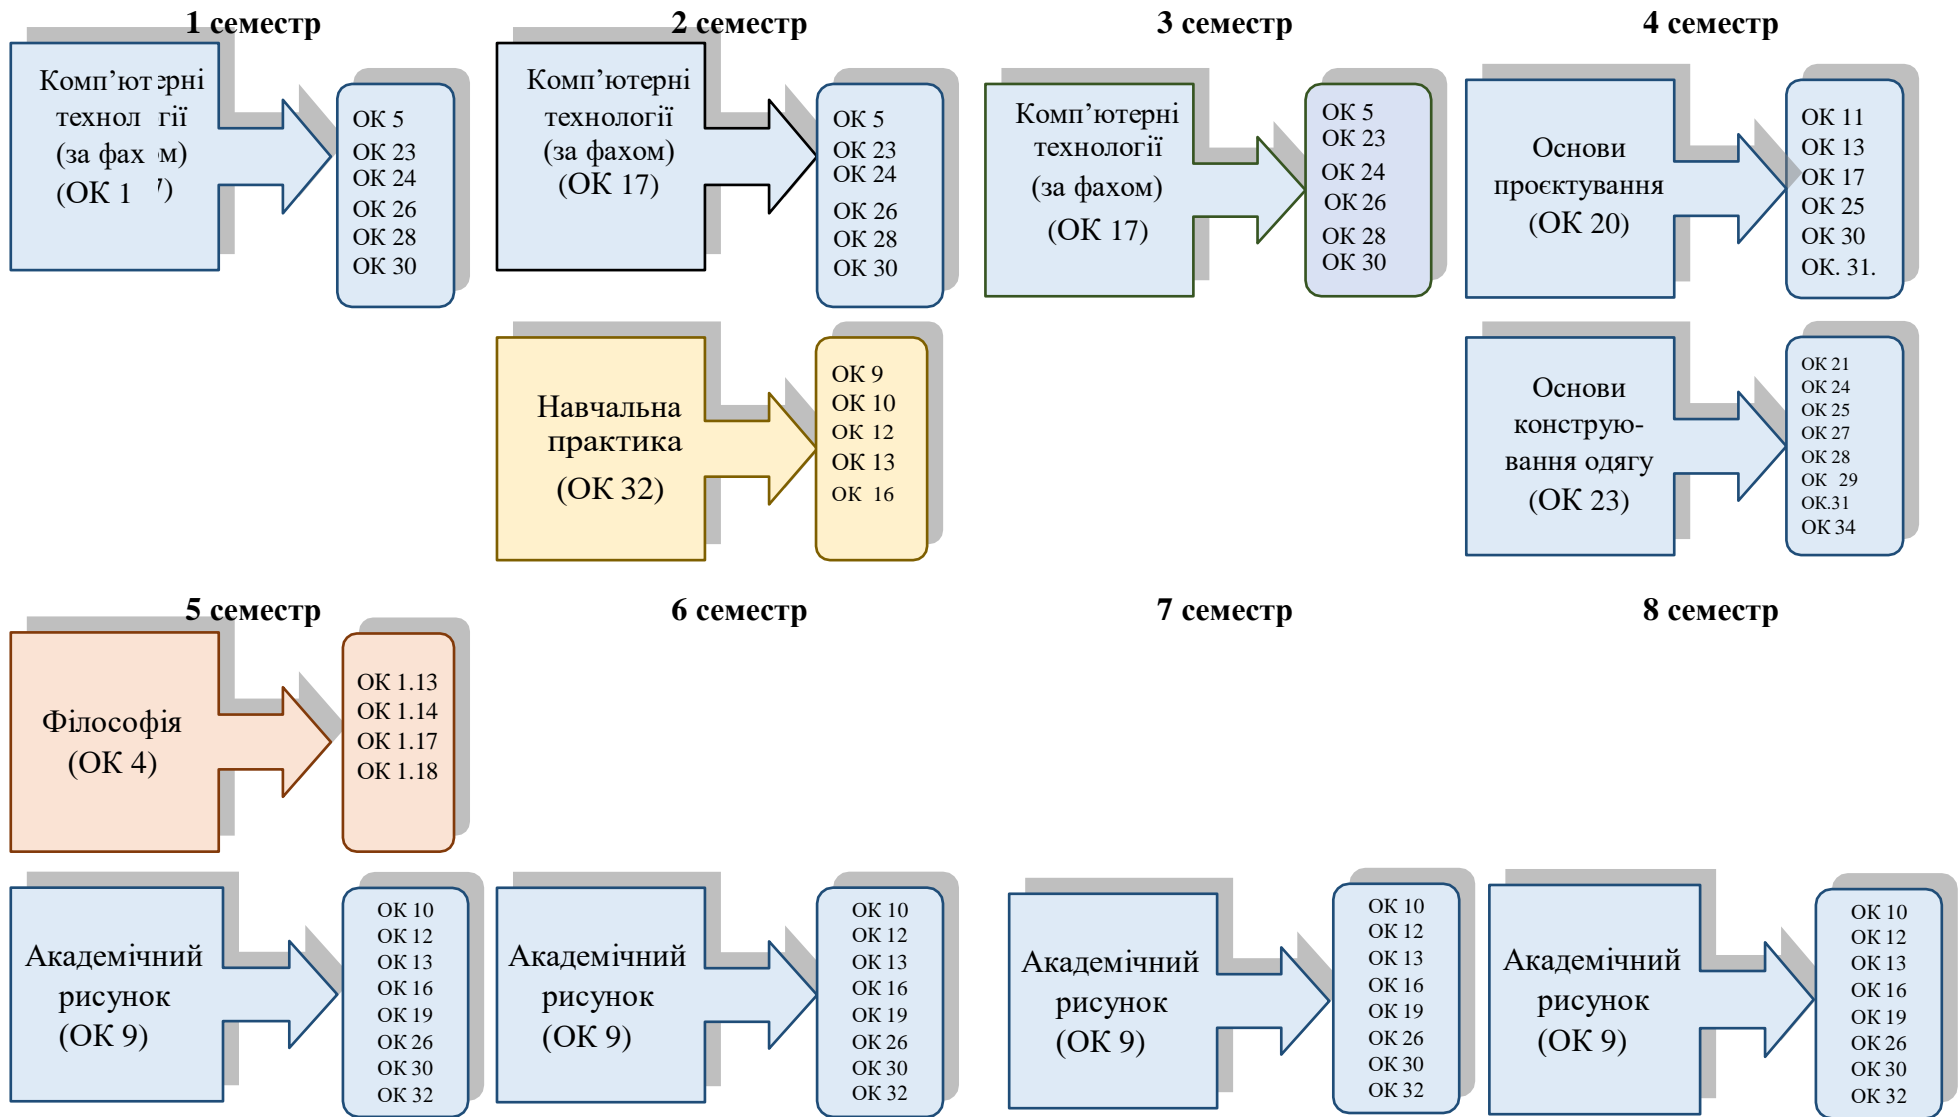 1 семестр
Комп’ют ерні
технол гії
(за фах м)
(ОК 1 7)
ОК 5
ОК 23
ОК 24
ОК 26
ОК 28
ОК 30
2 семестр
Комп’ютерні
технології
(за фахом)
(ОК 17)
ОК 5
ОК 23
ОК 24
ОК 26
ОК 28
ОК 30
Навчальна
практика
(ОК 32)
ОК 9
ОК 10
ОК 12
ОК 13
ОК 16
3 семестр
Комп’ютерні
технології
(за фахом)
(ОК 17)
ОК 5
ОК 23
ОК 24
ОК 26
ОК 28
ОК 30
4 семестр
Основи
проєктування
(ОК 20)
ОК 11
ОК 13
ОК 17
ОК 25
ОК 30
ОК. 31.
Основи
конструю-
вання одягу
(ОК 23)
ОК 21
ОК 24
ОК 25
ОК 27
ОК 28
ОК 29
ОК.31
ОК 34
5 семестр
Філософія
(ОК 4)
ОК 1.13
ОК 1.14
ОК 1.17
ОК 1.18
Академічний
рисунок
(ОК 9)
ОК 10
ОК 12
ОК 13
ОК 16
ОК 19
ОК 26
ОК 30
ОК 32
6 семестр
Академічний
рисунок
(ОК 9)
ОК 10
ОК 12
ОК 13
ОК 16
ОК 19
ОК 26
ОК 30
ОК 32
7 семестр
Академічний
рисунок
(ОК 9)
ОК 10
ОК 12
ОК 13
ОК 16
ОК 19
ОК 26
ОК 30
ОК 32
8 семестр
Академічний
рисунок
(ОК 9)
ОК 10
ОК 12
ОК 13
ОК 16
ОК 19
ОК 26
ОК 30
ОК 32